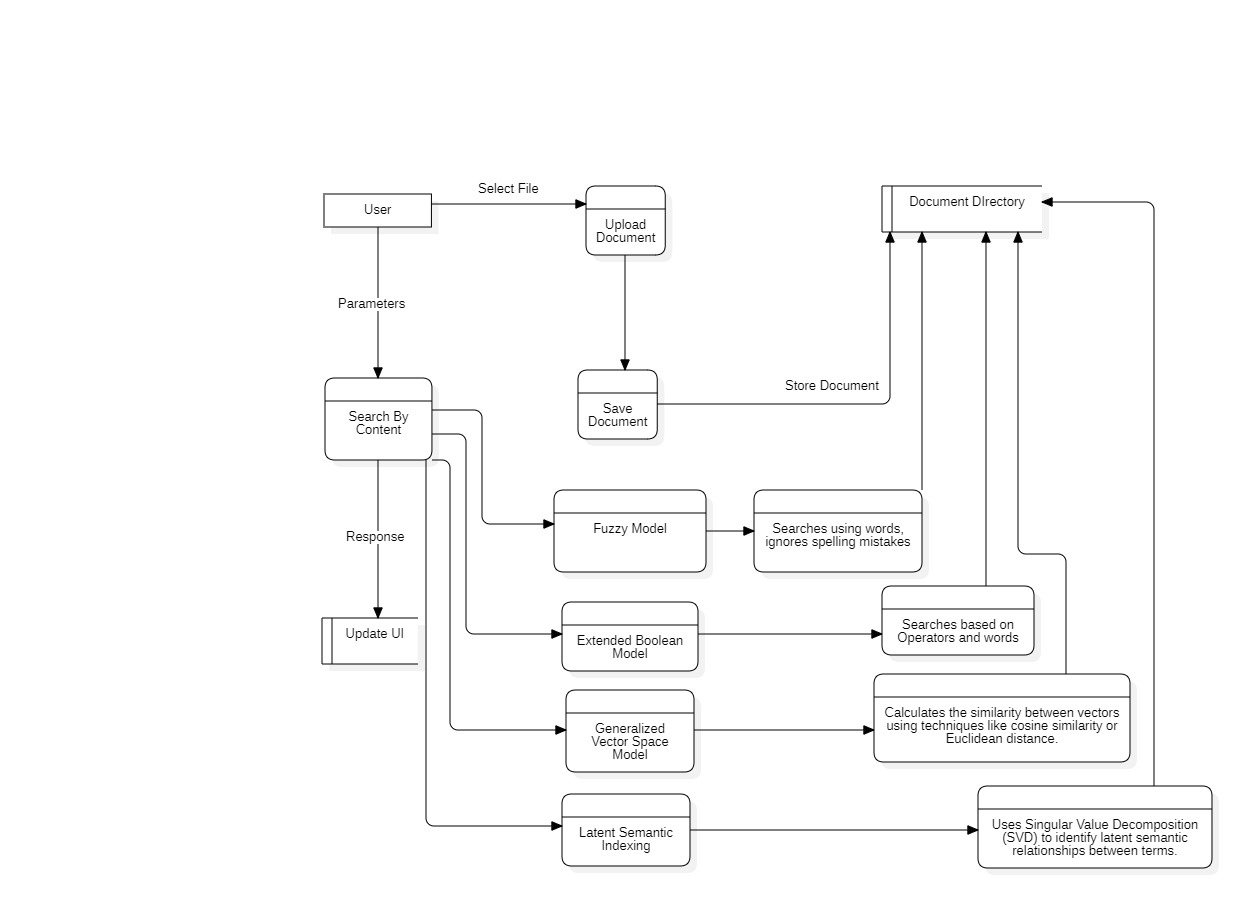 Select File
User
Upload
Document
Document DIrectory
Parameters
Store Document
Save
Document
Search By
Content
Response
Fuzzy Model
Searches using words,
ignores spelling mistakes
Update UI
Extended Boolean
Model
Searches based on
Operators and words
Generalized
Vector Space
Model
Calculates the similarity between vectors
using techniques like cosine similarity or
Euclidean distance.
Latent Semantic
Indexing
Uses Singular Value Decomposition
(SVD) to identify latent semantic
relationships between terms.